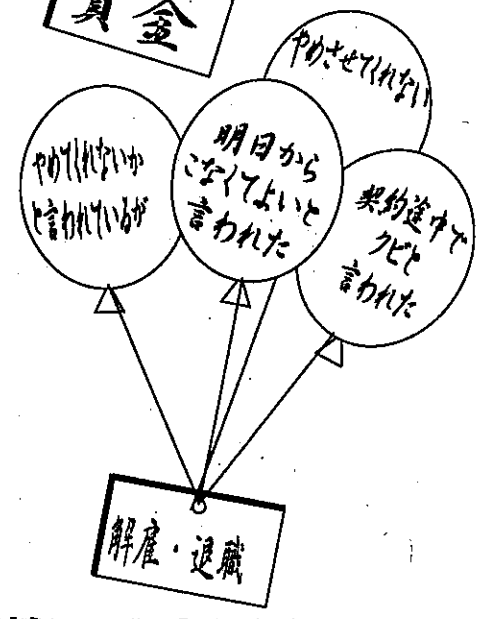 賃金
やめさせてくれない
やめてくれないか
と言われているが
明日から
こなくてよいと
言われた
契約途中で
クビと
言われた
解雇・退職